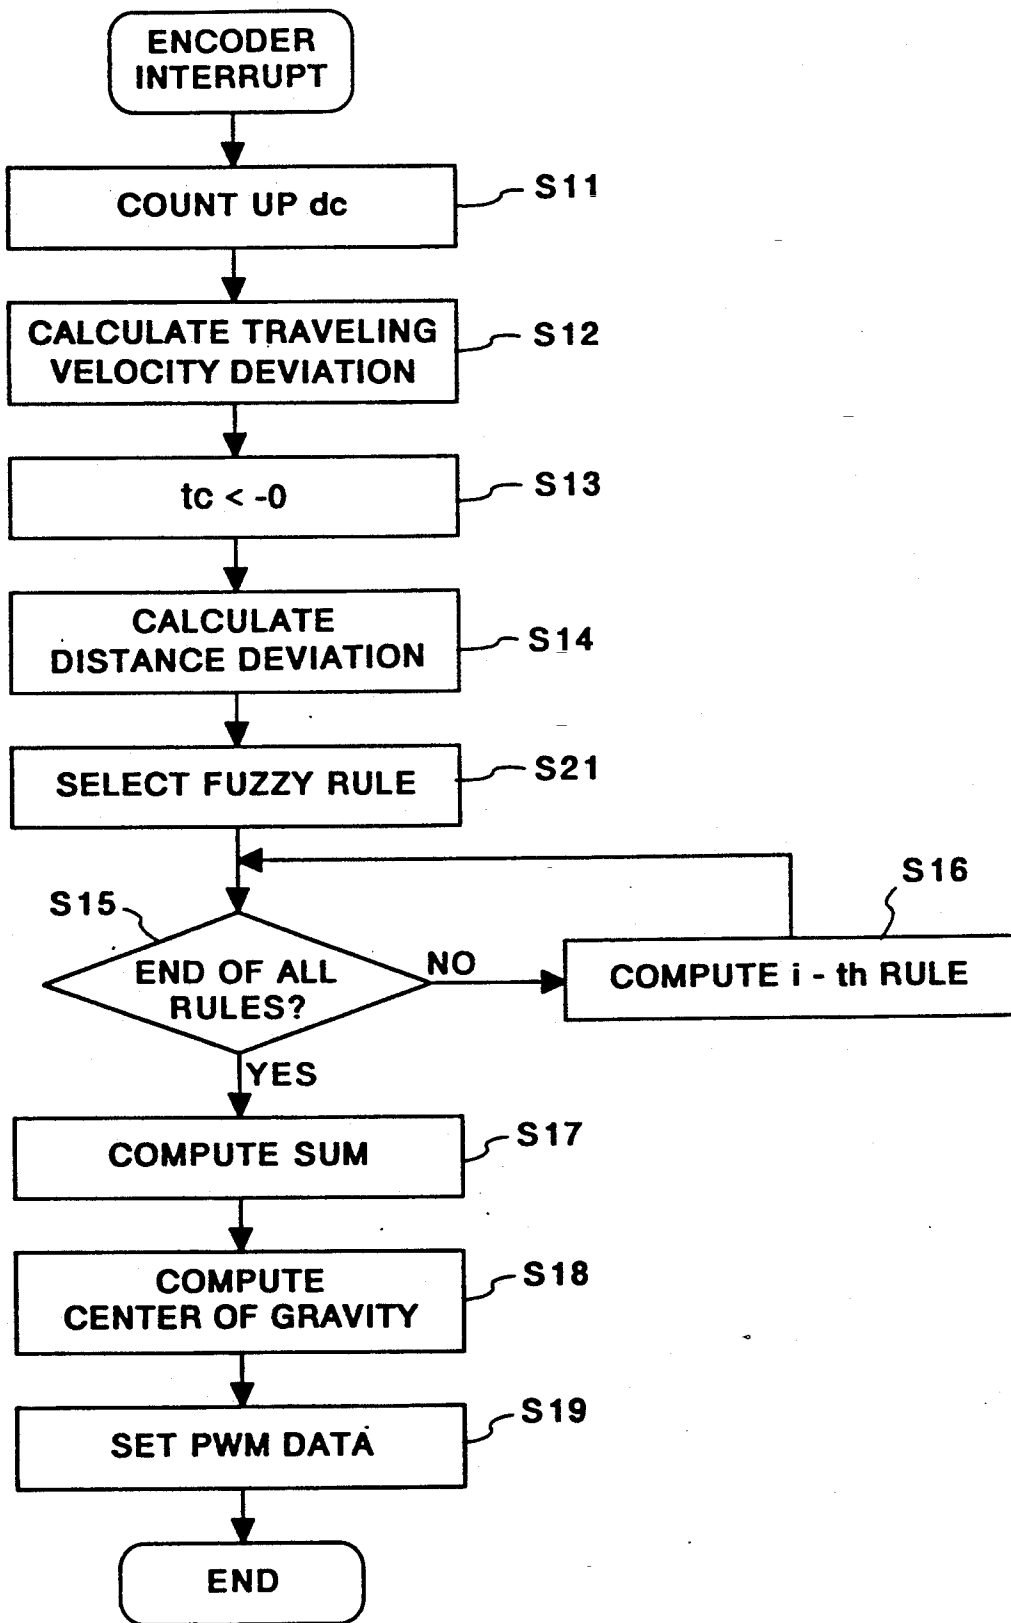 ENCODER
INTERRUPT
COUNT UP dc
S11
CALCULATE TRAVELING
VELOCITY DEVIATION
S12
tc < -0
S13
CALCULATE
DISTANCE DEVIATION
S14
SELECT FUZZY RULE
S21
S15
END OF ALL
RULES?
NO
S16
COMPUTE i - th RULE
YES
COMPUTE SUM
S17
COMPUTE
CENTER OF GRAVITY
S18
SET PWM DATA
S19
END